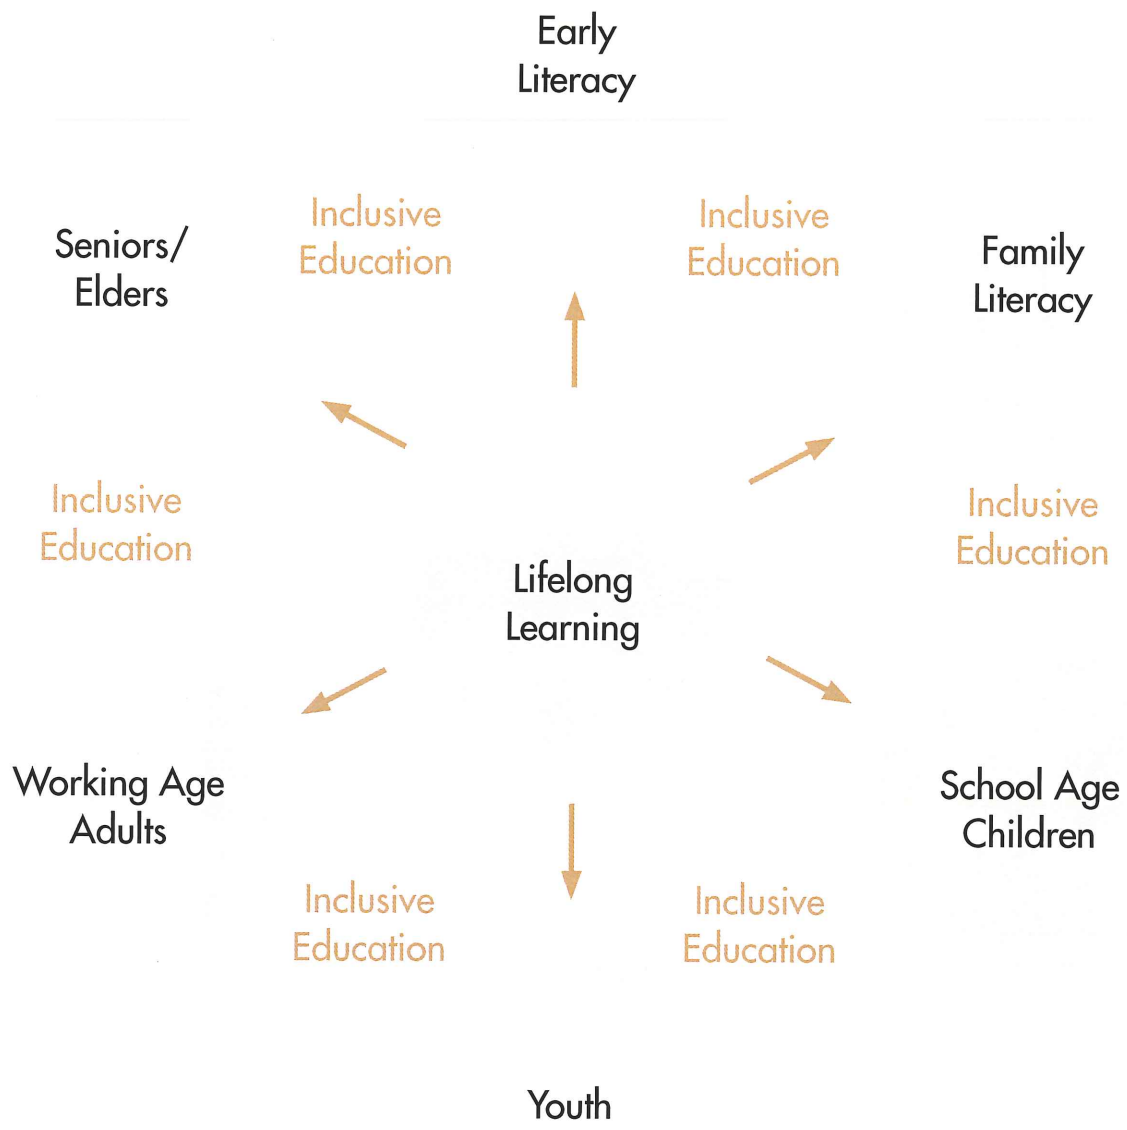 Early
Literacy
Inclusive
Education
Inclusive
Education
Seniors/
Elders
Family
Literacy
Inclusive
Education
Inclusive
Education
Lifelong
Learning
Working Age
Adults
School Age
Children
Inclusive
Education
Inclusive
Education
Youth